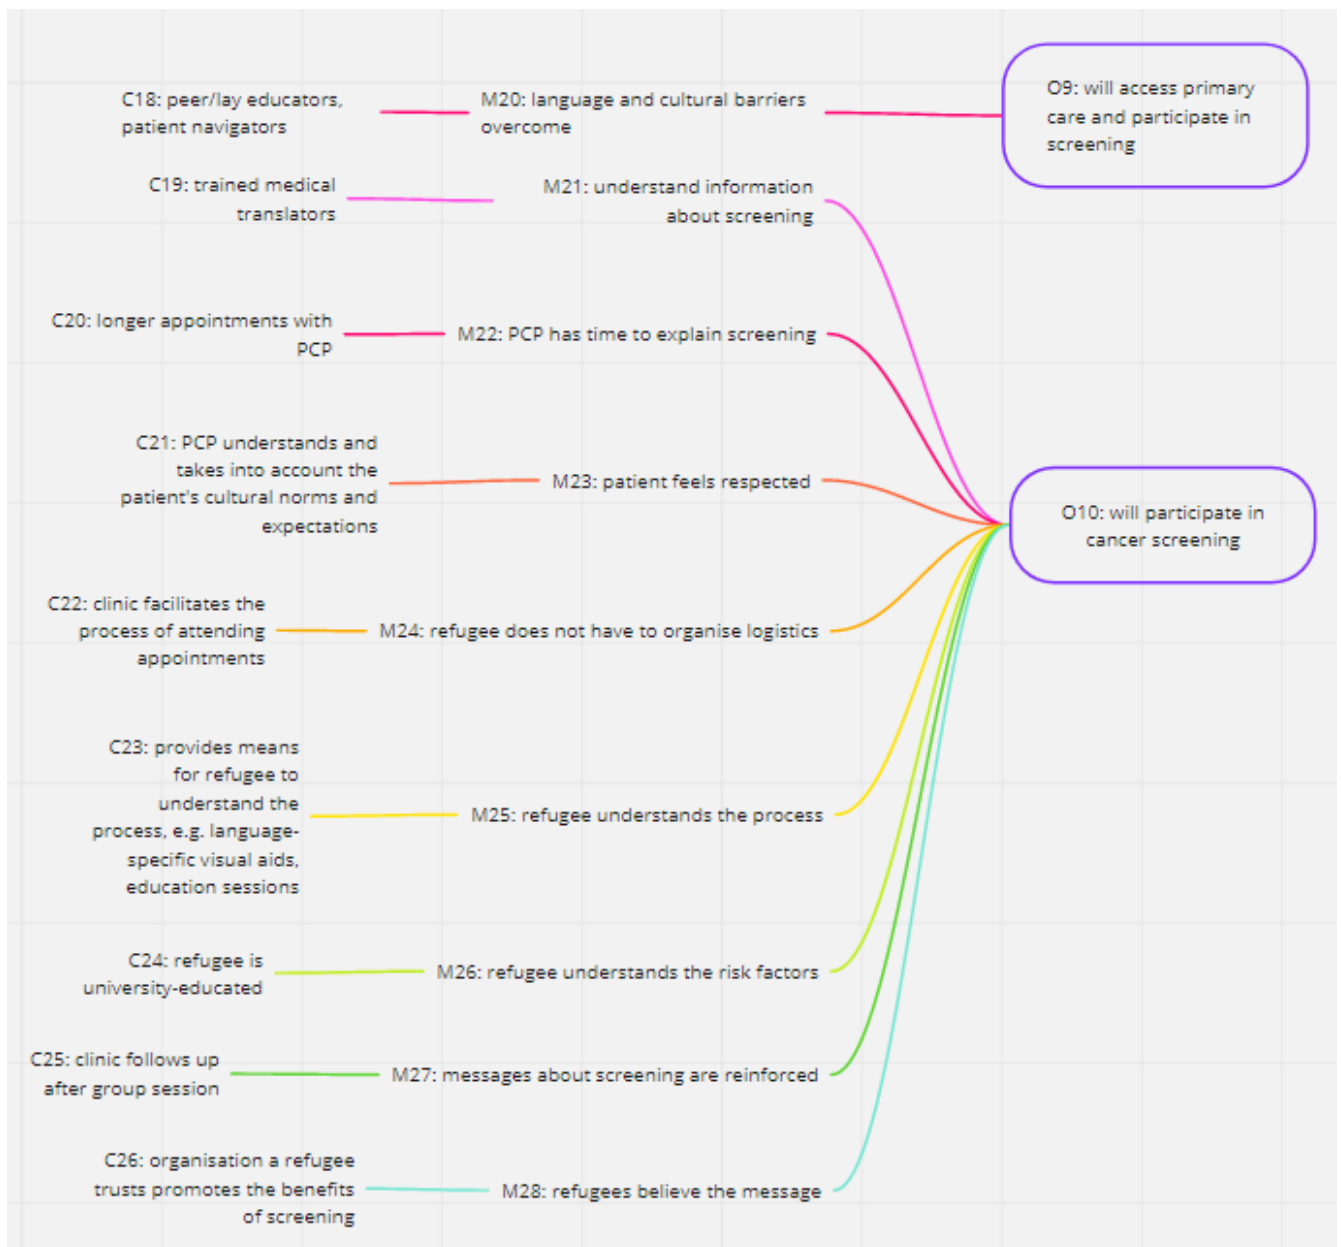 C18: peer/lay educators,
patient navigators
M20: language and cultural barriers
overcome
O9: will access primary
care and participate in
screening
C19: trained medical
translators
M21: understand information
about screening
C20: longer appointments with
PCP
M22: PCP has time to explain screening
C21: PCP understands and
takes into account the
patient's cultural norms and
expectations
M23: patient feels respected
O10: will participate in
cancer screening
C22: clinic facilitates the
process of attending
appointments
M24: refugee does not have to organise logistics
C23: provides means
for refugee to
understand the
process, e.g. language-
specific visual aids,
education sessions
M25: refugee understands the process
C24: refugee is
university-educated
M26: refugee understands the risk factors
C25: clinic follows up
after group session
M27: messages about screening are reinforced
C26: organisation a refugee
trusts promotes the benefits
of screening
M28: refugees believe the message